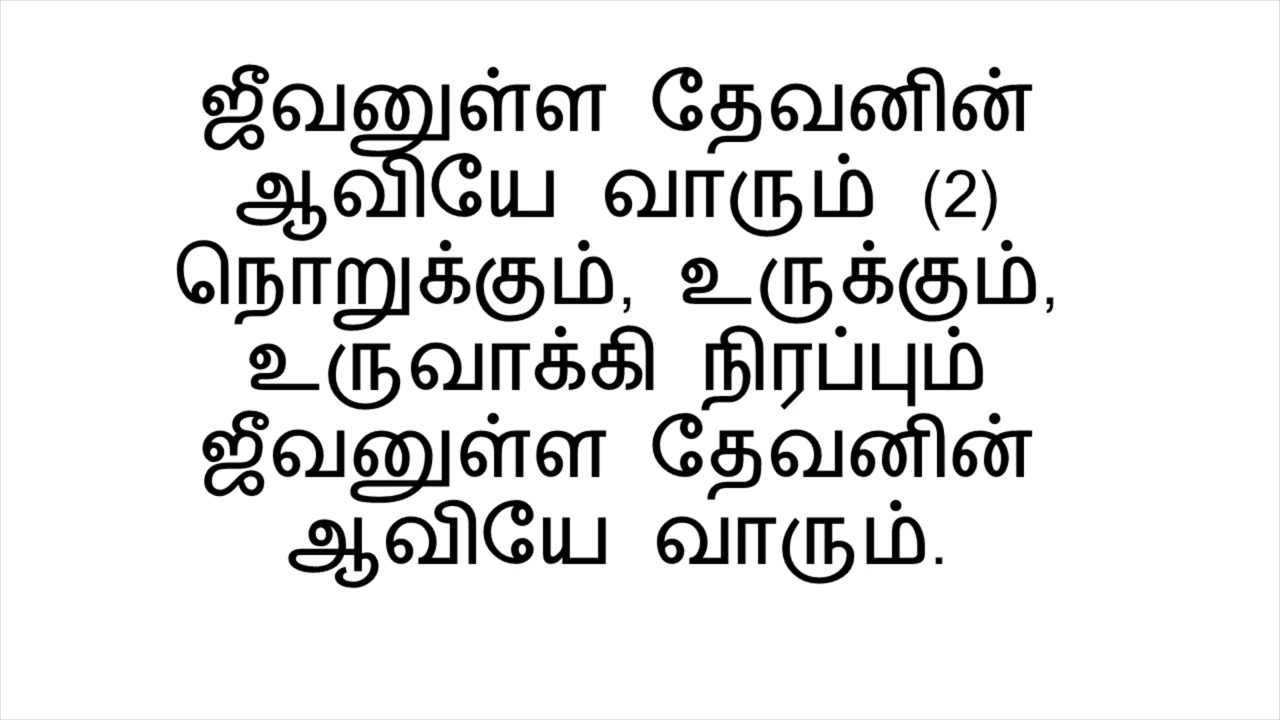 ஜீவனுள்ள தேவனின்
ஆவியே வாரும் (2)
நொறுக்கும், உருக்கும்,
உருவாக்கி நிரப்பும்
ஜீவனுள்ள தேவனின்
ஆவியே வாரும்.